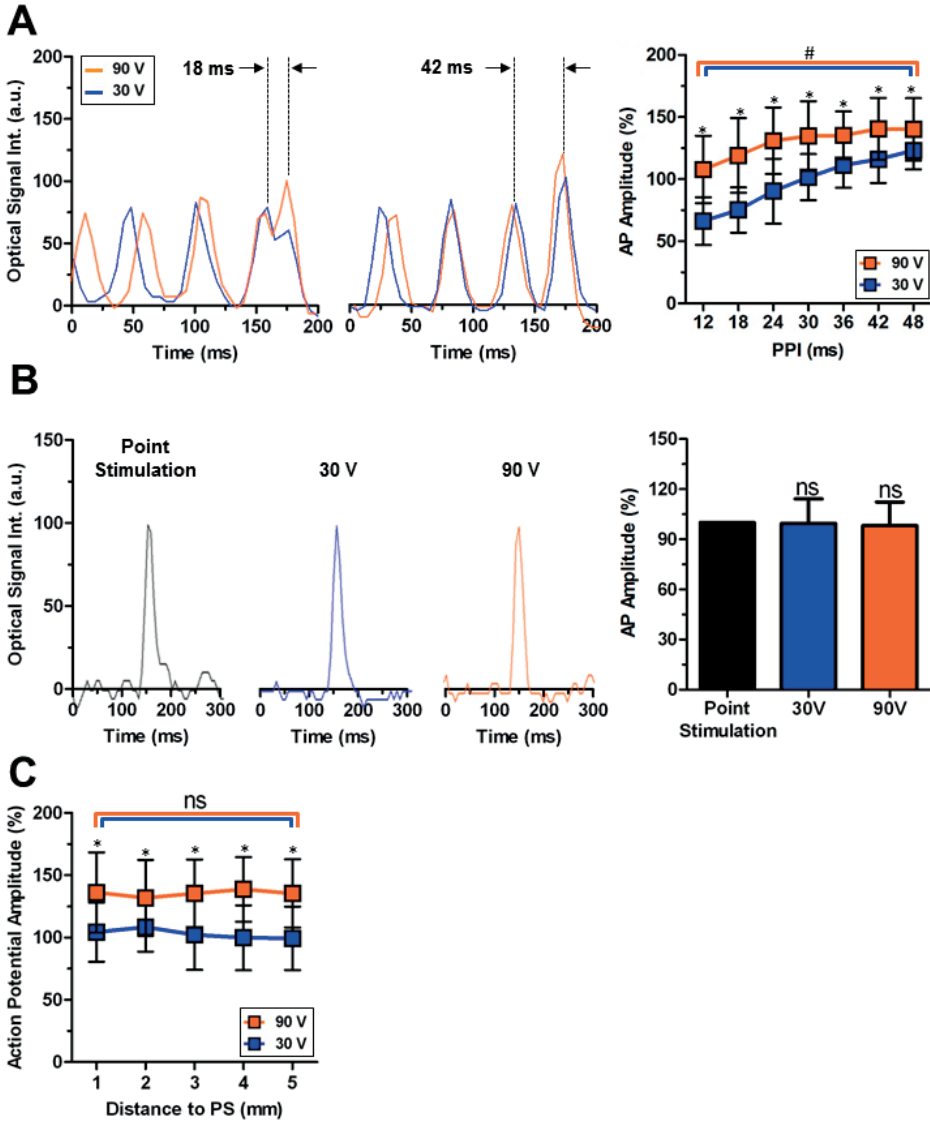 A
90 V
30 V
18 ms
42 ms
#
* * * * * * *
Optical Signal Int. (a.u.)
200
150
100
50
0
0 50 100 150 200
Time (ms)
0 50 100 150 200
Time (ms)
AP Amplitude (%)
200
150
100
50
0
90 V
30 V
12 18 24 30 36 42 48
PPI (ms)
B
Optical Signal Int. (a.u.)
150
100
50
0
Point
Stimulation
30 V
90 V
0 100 200 300
Time (ms)
0 100 200 300
Time (ms)
0 100 200 300
Time (ms)
AP Amplitude (%)
150
120
90
60
30
0
ns
ns
Point
Stimulation
30V
90V
C
Action Potential Amplitude (%)
200
150
100
50
0
ns
* * * * *
90 V
30 V
1 2 3 4 5
Distance to PS (mm)